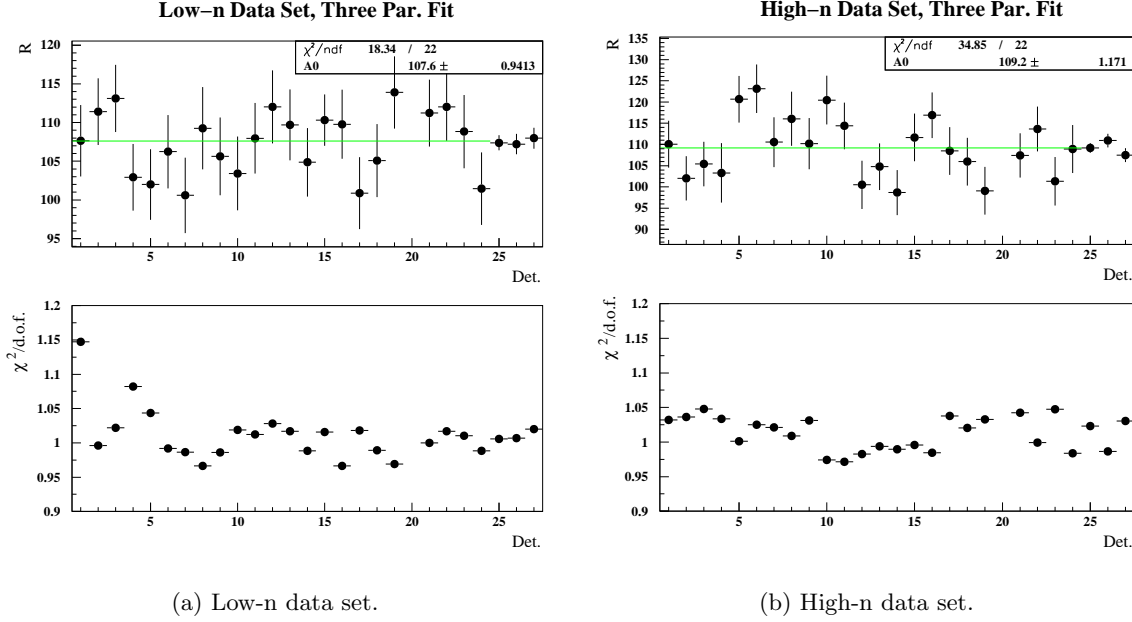 Low–n Data Set, Three Par. Fit
R
χ²/ndf 18.34 / 22
A0 107.6 ± 0.9413
120
115
110
105
100
95
5 10 15 20 25
Det.
χ²/d.o.f.
1.2
1.15
1.1
1.05
1
0.95
0.9
5 10 15 20 25
Det.
(a) Low-n data set.
High–n Data Set, Three Par. Fit
R
χ²/ndf 34.85 / 22
A0 109.2 ± 1.171
135
130
125
120
115
110
105
100
95
90
5 10 15 20 25
Det.
χ²/d.o.f.
1.2
1.15
1.1
1.05
1
0.95
0.9
5 10 15 20 25
Det.
(b) High-n data set.